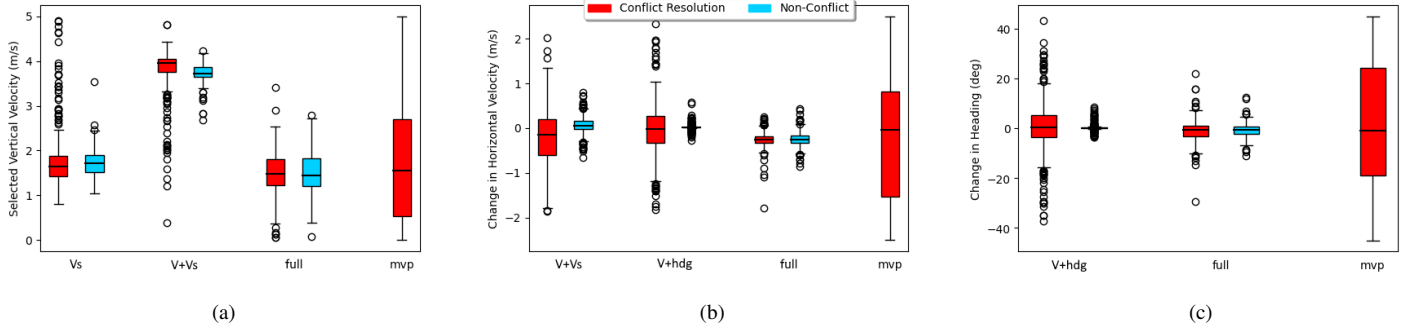 Conflict Resolution Non-Conflict
Selected Vertical Velocity (m/s)
5
4
3
2
1
0
Vs V+Vs full mvp
(a)
Change in Horizontal Velocity (m/s)
2
1
0
−1
−2
V+Vs V+hdg full mvp
(b)
Change in Heading (deg)
40
20
0
−20
−40
V+hdg full mvp
(c)